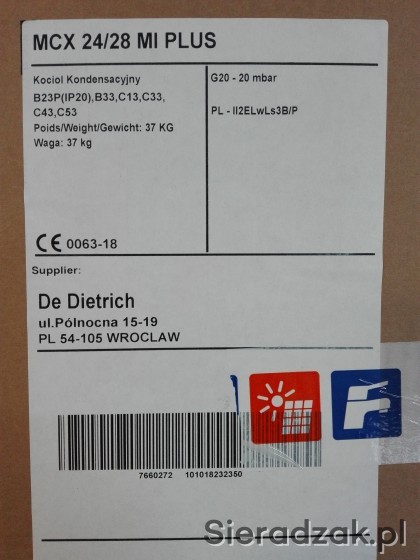 MCX 24/28 MI PLUS
Kociol Kondensacyjny
B23P(IP20),B33,C13,C33,
C43,C53
Poids/Weight/Gewicht: 37 KG
Waga: 37 kg
G20 - 20 mbar
PL - II2ELwLs3B/P
CE 0063-18
Supplier:
De Dietrich
ul.Pólnocna 15-19
PL 54-105 WROCLAW
7660272 101018232350
Sieradzak.pl